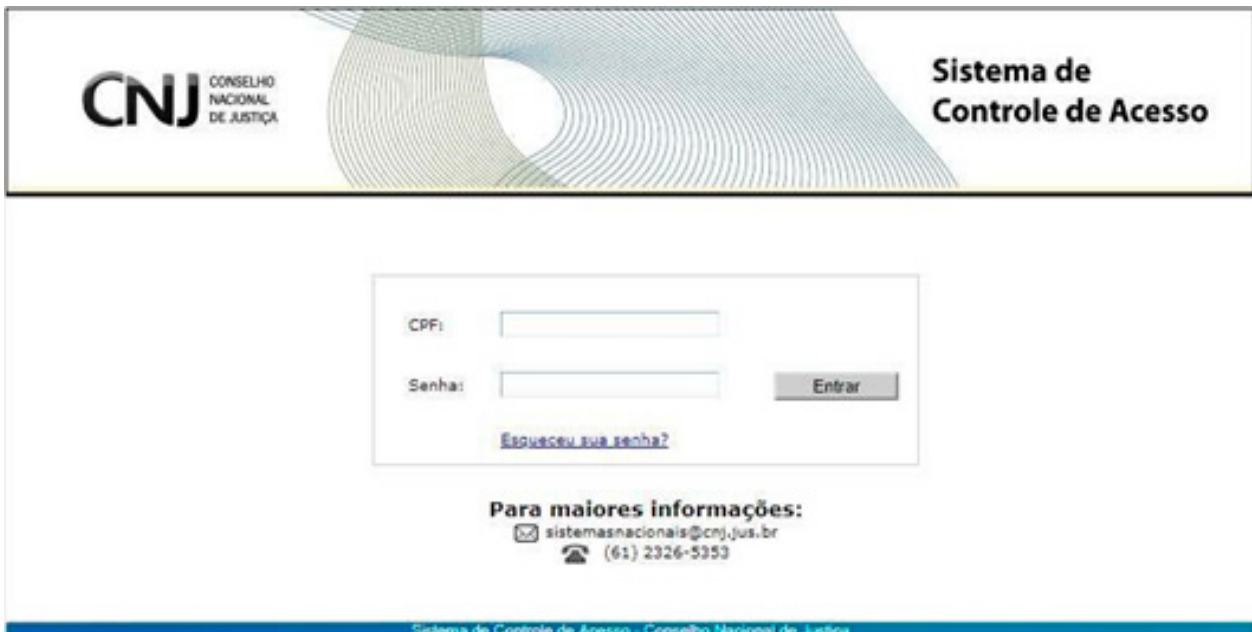 CNJ
CONSELHO
NACIONAL
DE JUSTIÇA
Sistema de
Controle de Acesso
CPF:
Senha:
Entrar
Esqueceu sua senha?
Para maiores informações:
sistemasnacionais@cnj.jus.br
(61) 2326-5353
Sistema de Controle de Acesso - Conselho Nacional de Justiça